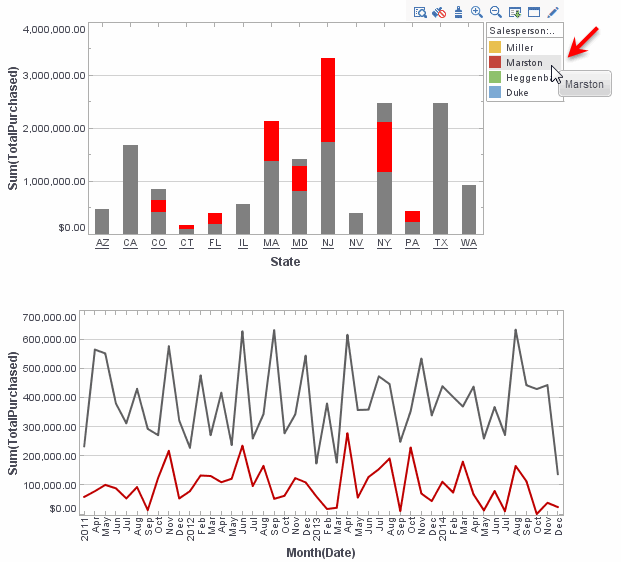 4,000,000.00
3,000,000.00
2,000,000.00
1,000,000.00
$0.00
Sum(TotalPurchased)
AZ CA CO CT FL IL MA MD NJ NV NY PA TX WA
State
Salesperson:..
Miller
Marston
Heggenb
Duke
Marston
700,000.00
600,000.00
500,000.00
400,000.00
300,000.00
200,000.00
100,000.00
$0.00
Sum(TotalPurchased)
2011 Apr May Jun Jul Aug Sep Oct Nov Dec 2012 Feb Mar Apr May Jun Jul Aug Sep Oct Nov Dec 2013 Feb Mar Apr May Jun Jul Aug Sep Oct Nov Dec 2014 Mar Feb Apr May Jun Jul Aug Sep Oct Nov Dec
Month(Date)